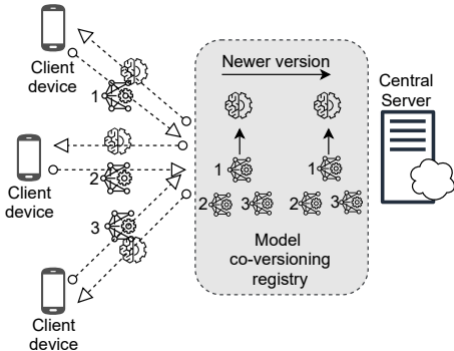 Client
device
1
Newer version
Central
Server
Client
device
2
1
1
2
3
2
3
3
Model
co-versioning
registry
Client
device